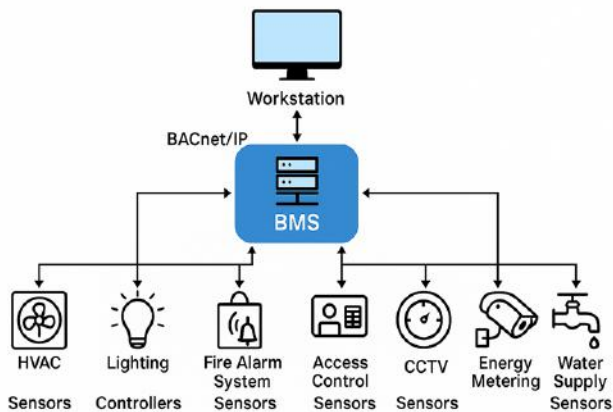 Workstation
BACnet/IP
BMS
HVAC
Sensors
Lighting
Controllers
Fire Alarm
System
Sensors
Access
Control
Sensors
CCTV
Sensors
Energy
Metering
Water
Supply
Sensors